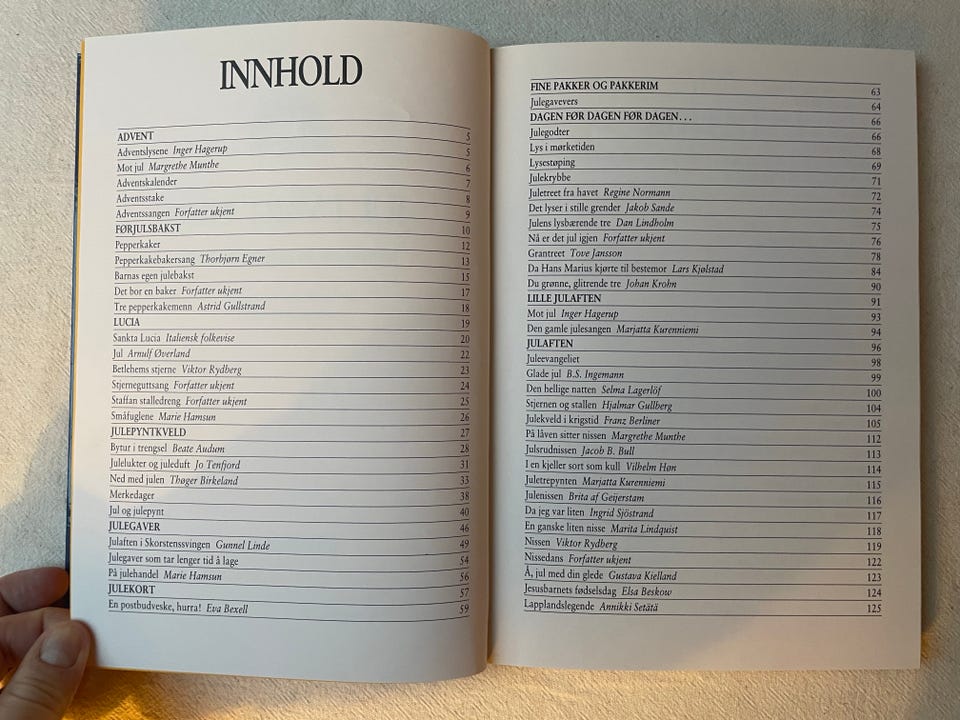 INNHOLD
ADVENT 5
Adventslysene Inger Hagerup 5
Mot jul Margrethe Munthe 6
Adventskalender 7
Adventsstake 8
Adventssangen Forfatter ukjent 9
FØRJULSBAKST 10
Pepperkaker 12
Pepperkakebakersang Thorbjørn Egner 13
Barnas egen julebakst 15
Det bor en baker Forfatter ukjent 17
Tre pepperkakemenn Astrid Gullstrand 18
LUCIA 19
Sankta Lucia Italiensk folkevise 20
Jul Arnulf Øverland 22
Betlehems stjerne Viktor Rydberg 23
Stjerneguttsang Forfatter ukjent 24
Staffan stalledreng Forfatter ukjent 25
Småfuglene Marie Hamsun 26
JULEPYNTKVELD 27
Bytur i trengsel Beate Audum 28
Julelukter og juleduft Jo Tenfjord 31
Ned med julen Thøger Birkeland 33
Merkedager 38
Jul og julepynt 40
JULEGAVER 46
Julaften i Skorstenssvingen Gunnel Linde 49
Julegaver som tar lenger tid å lage 54
På julehandel Marie Hamsun 56
JULEKORT 57
En postbudveske, hurra! Eva Bexell 59
FINE PAKKER OG PAKKERIM 63
Julegavevers 64
DAGEN FØR DAGEN FØR DAGEN... 66
Julegodter 66
Lys i mørketiden 68
Lysestøping 69
Julekrybbe 71
Juletreet fra havet Regine Normann 72
Det lyser i stille grender Jakob Sande 74
Julens lysbærende tre Dan Lindholm 75
Nå er det jul igjen Forfatter ukjent 76
Grantreet Tove Jansson 78
Da Hans Marius kjørte til bestemor Lars Kjølstad 84
Du grønne, glitrende tre Johan Krohn 90
LILLE JULAFTEN 91
Mot jul Inger Hagerup 93
Den gamle julesangen Marjatta Kurenniemi 94
JULAFTEN 96
Juleevangeliet 98
Glade jul B.S. Ingemann 99
Den hellige natten Selma Lagerlöf 100
Stjernen og stallen Hjalmar Gullberg 104
Julekveld i krigstid Franz Berliner 105
På låven sitter nissen Margrethe Munthe 112
Julsrudnissen Jacob B. Bull 113
I en kjeller sort som kull Vilhelm Høn 114
Juletrepynten Marjatta Kurenniemi 115
Julenissen Brita af Geijerstam 116
Da jeg var liten Ingrid Sjöstrand 117
En ganske liten nisse Marita Lindquist 118
Nissen Viktor Rydberg 119
Nissedans Forfatter ukjent 122
Å, jul med din glede Gustava Kielland 123
Jesusbarnets fødselsdag Elsa Beskow 124
Lapplandslegende Annikki Setätä 125